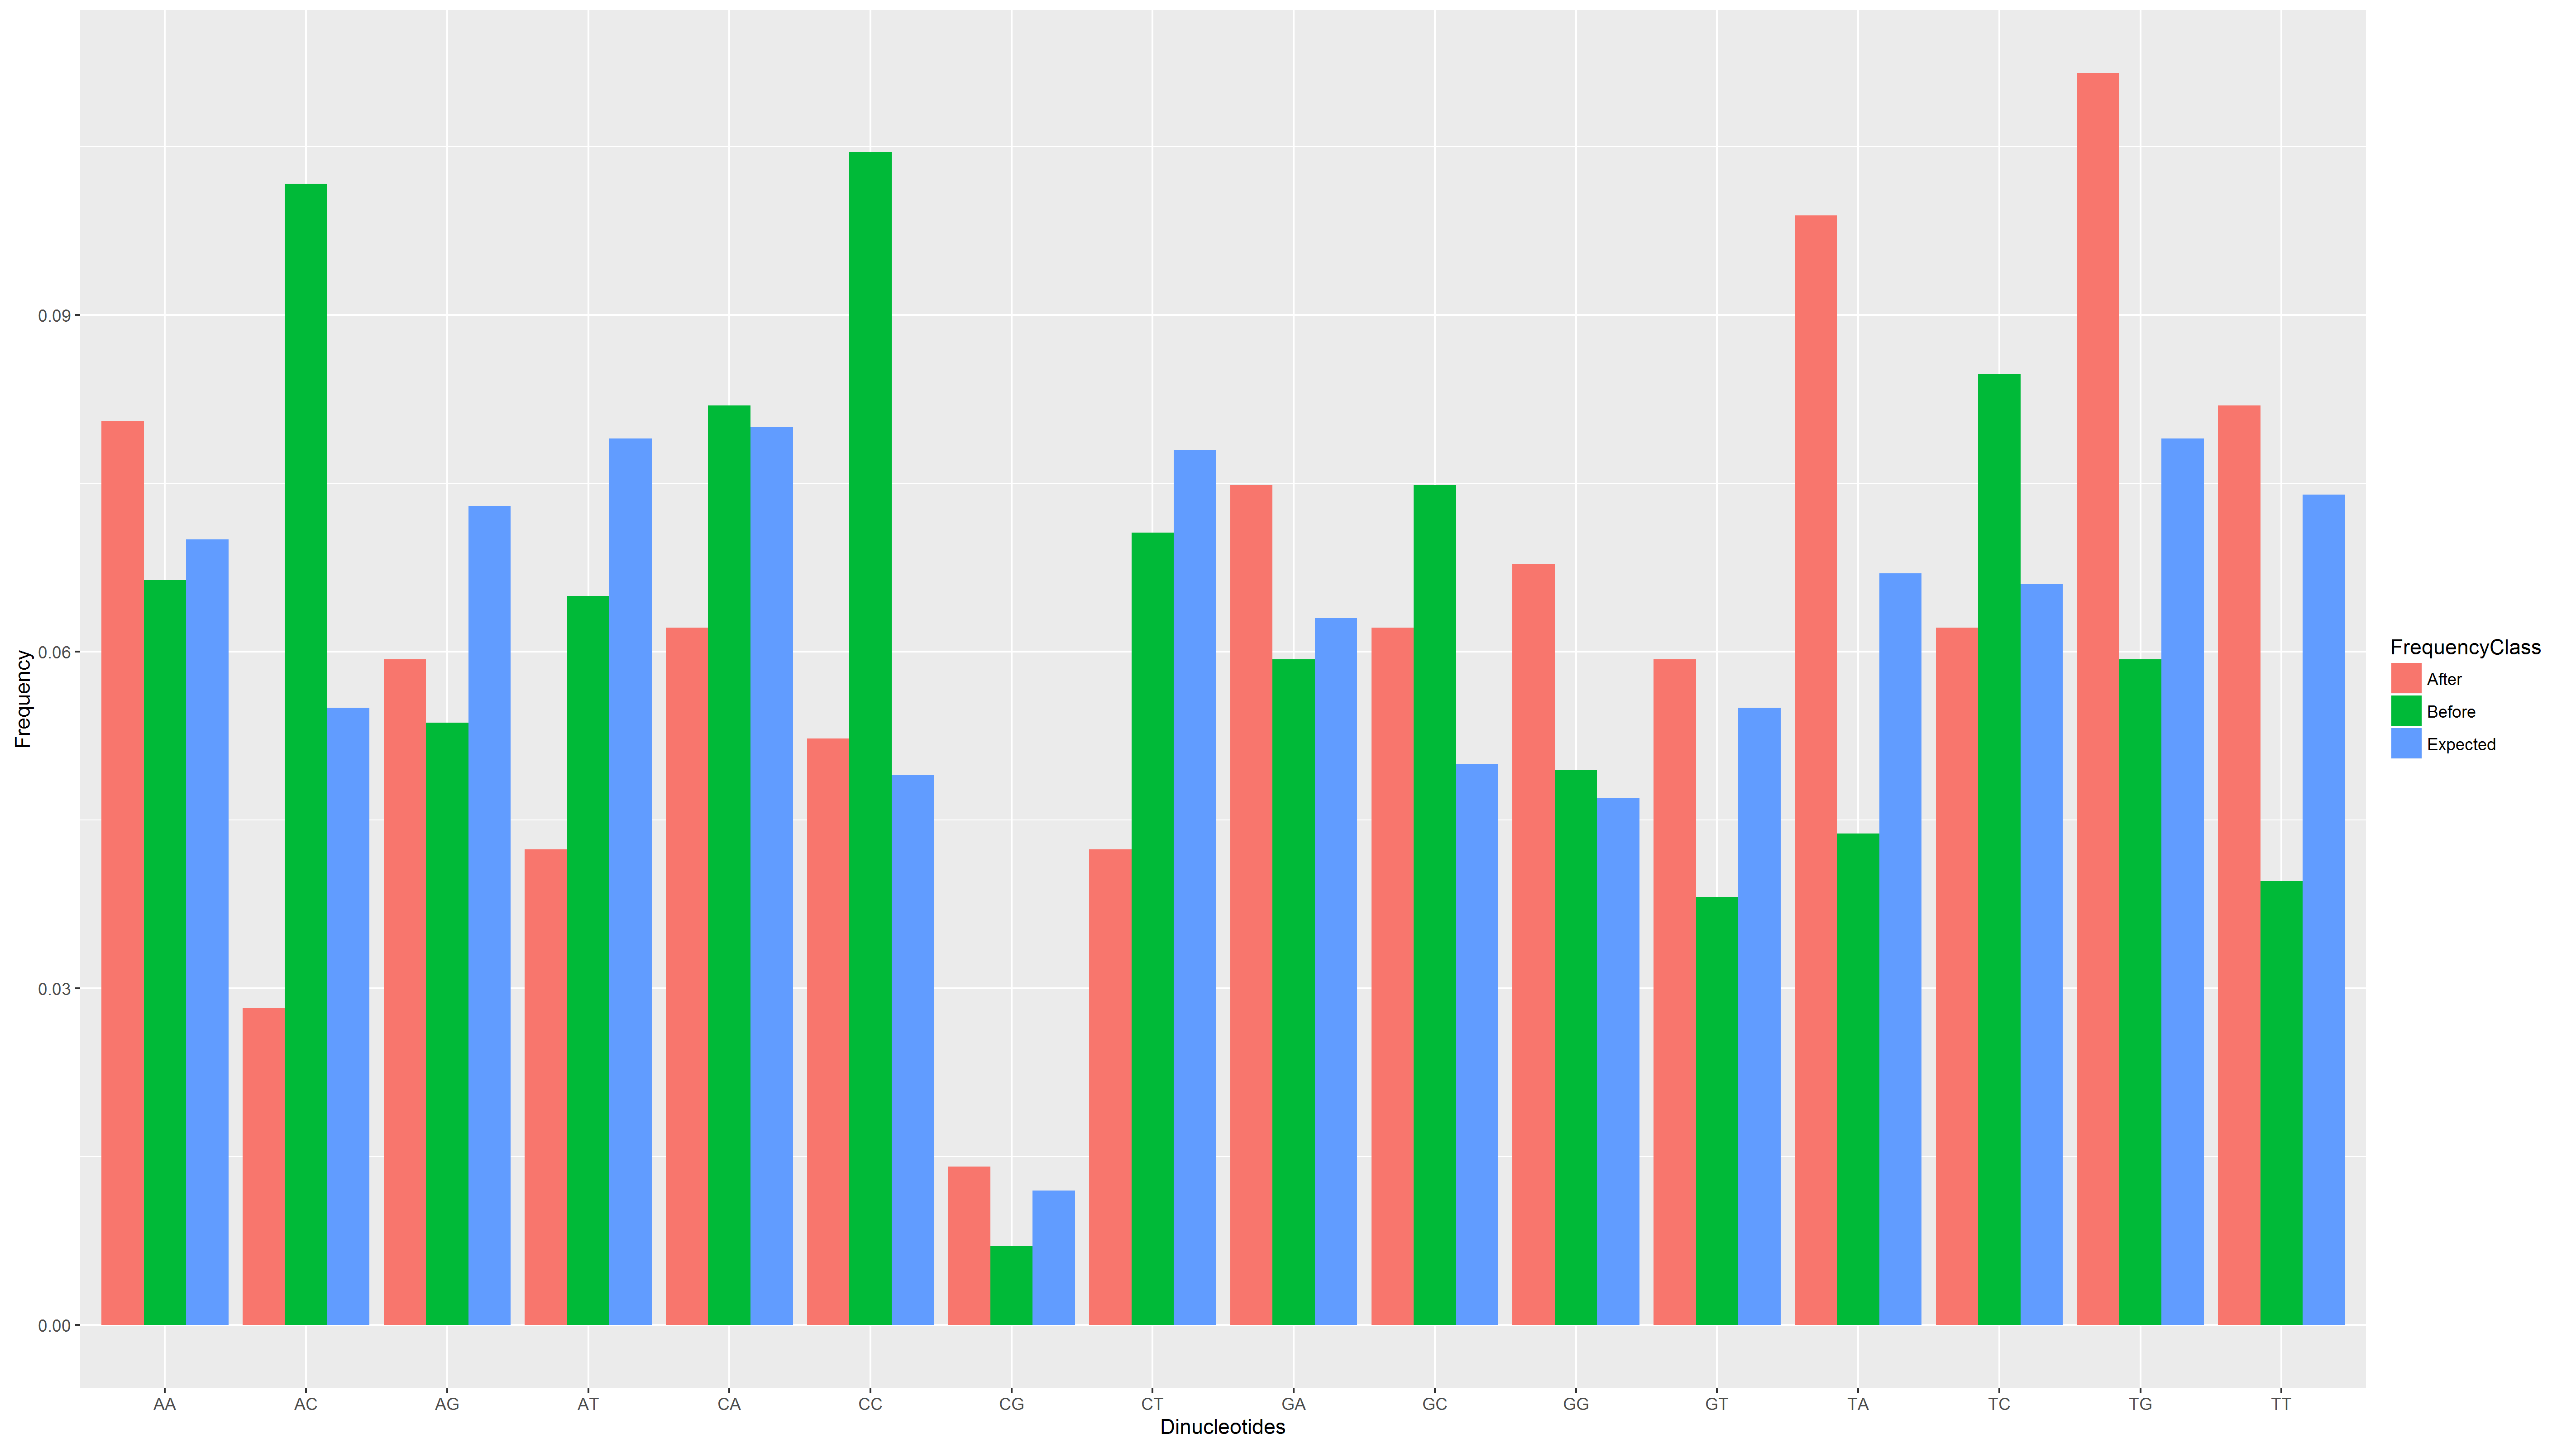 Frequency
0.09
0.06
0.03
0.00
AA AC AG AT CA CC CG CT GA GC GG GT TA TC TG TT
Dinucleotides
FrequencyClass
After
Before
Expected